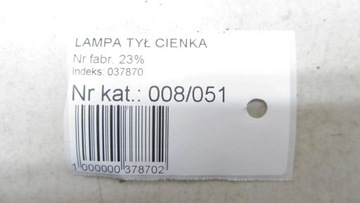 LAMPA TYŁ CIENKA
Nr fabr. 23%
Indeks: 037870
Nr kat.: 008/051
1 000000 378702